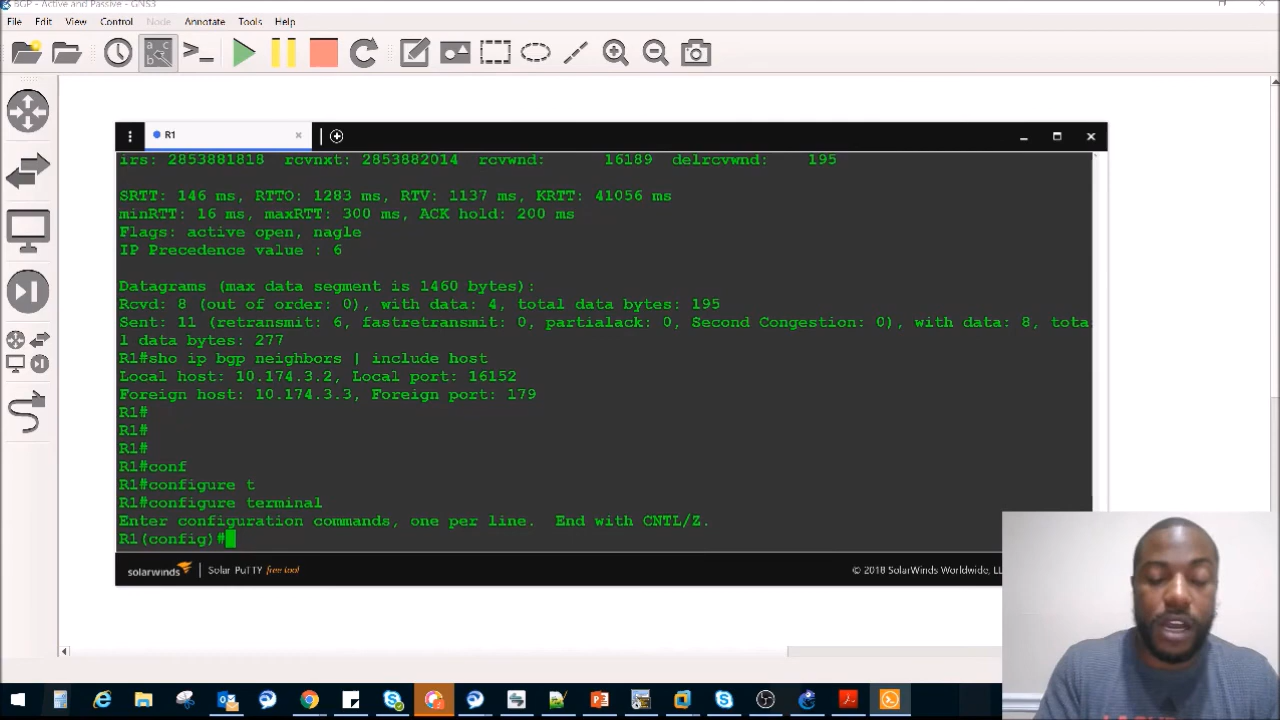 BGP - Active and Passive - GNS3
File Edit View Control Node Annotate Tools Help
R1
irs: 2853881818 rcvnxt: 2853882014 rcvwnd: 16189 delrcvwnd: 195
SRTT: 146 ms, RTTO: 1283 ms, RTV: 1137 ms, KRTT: 41056 ms
minRTT: 16 ms, maxRTT: 300 ms, ACK hold: 200 ms
Flags: active open, nagle
IP Precedence value : 6
Datagrams (max data segment is 1460 bytes):
Rcvd: 8 (out of order: 0), with data: 4, total data bytes: 195
Sent: 11 (retransmit: 6, fastretransmit: 0, partialack: 0, Second Congestion: 0), with data: 8, tota
l data bytes: 277
R1#sho ip bgp neighbors | include host
Local host: 10.174.3.2, Local port: 16152
Foreign host: 10.174.3.3, Foreign port: 179
R1#
R1#
R1#
R1#conf
R1#configure t
R1#configure terminal
Enter configuration commands, one per line. End with CNTL/Z.
R1(config)#
solarwinds Solar PuTTY free tool © 2018 SolarWinds Worldwide, LL